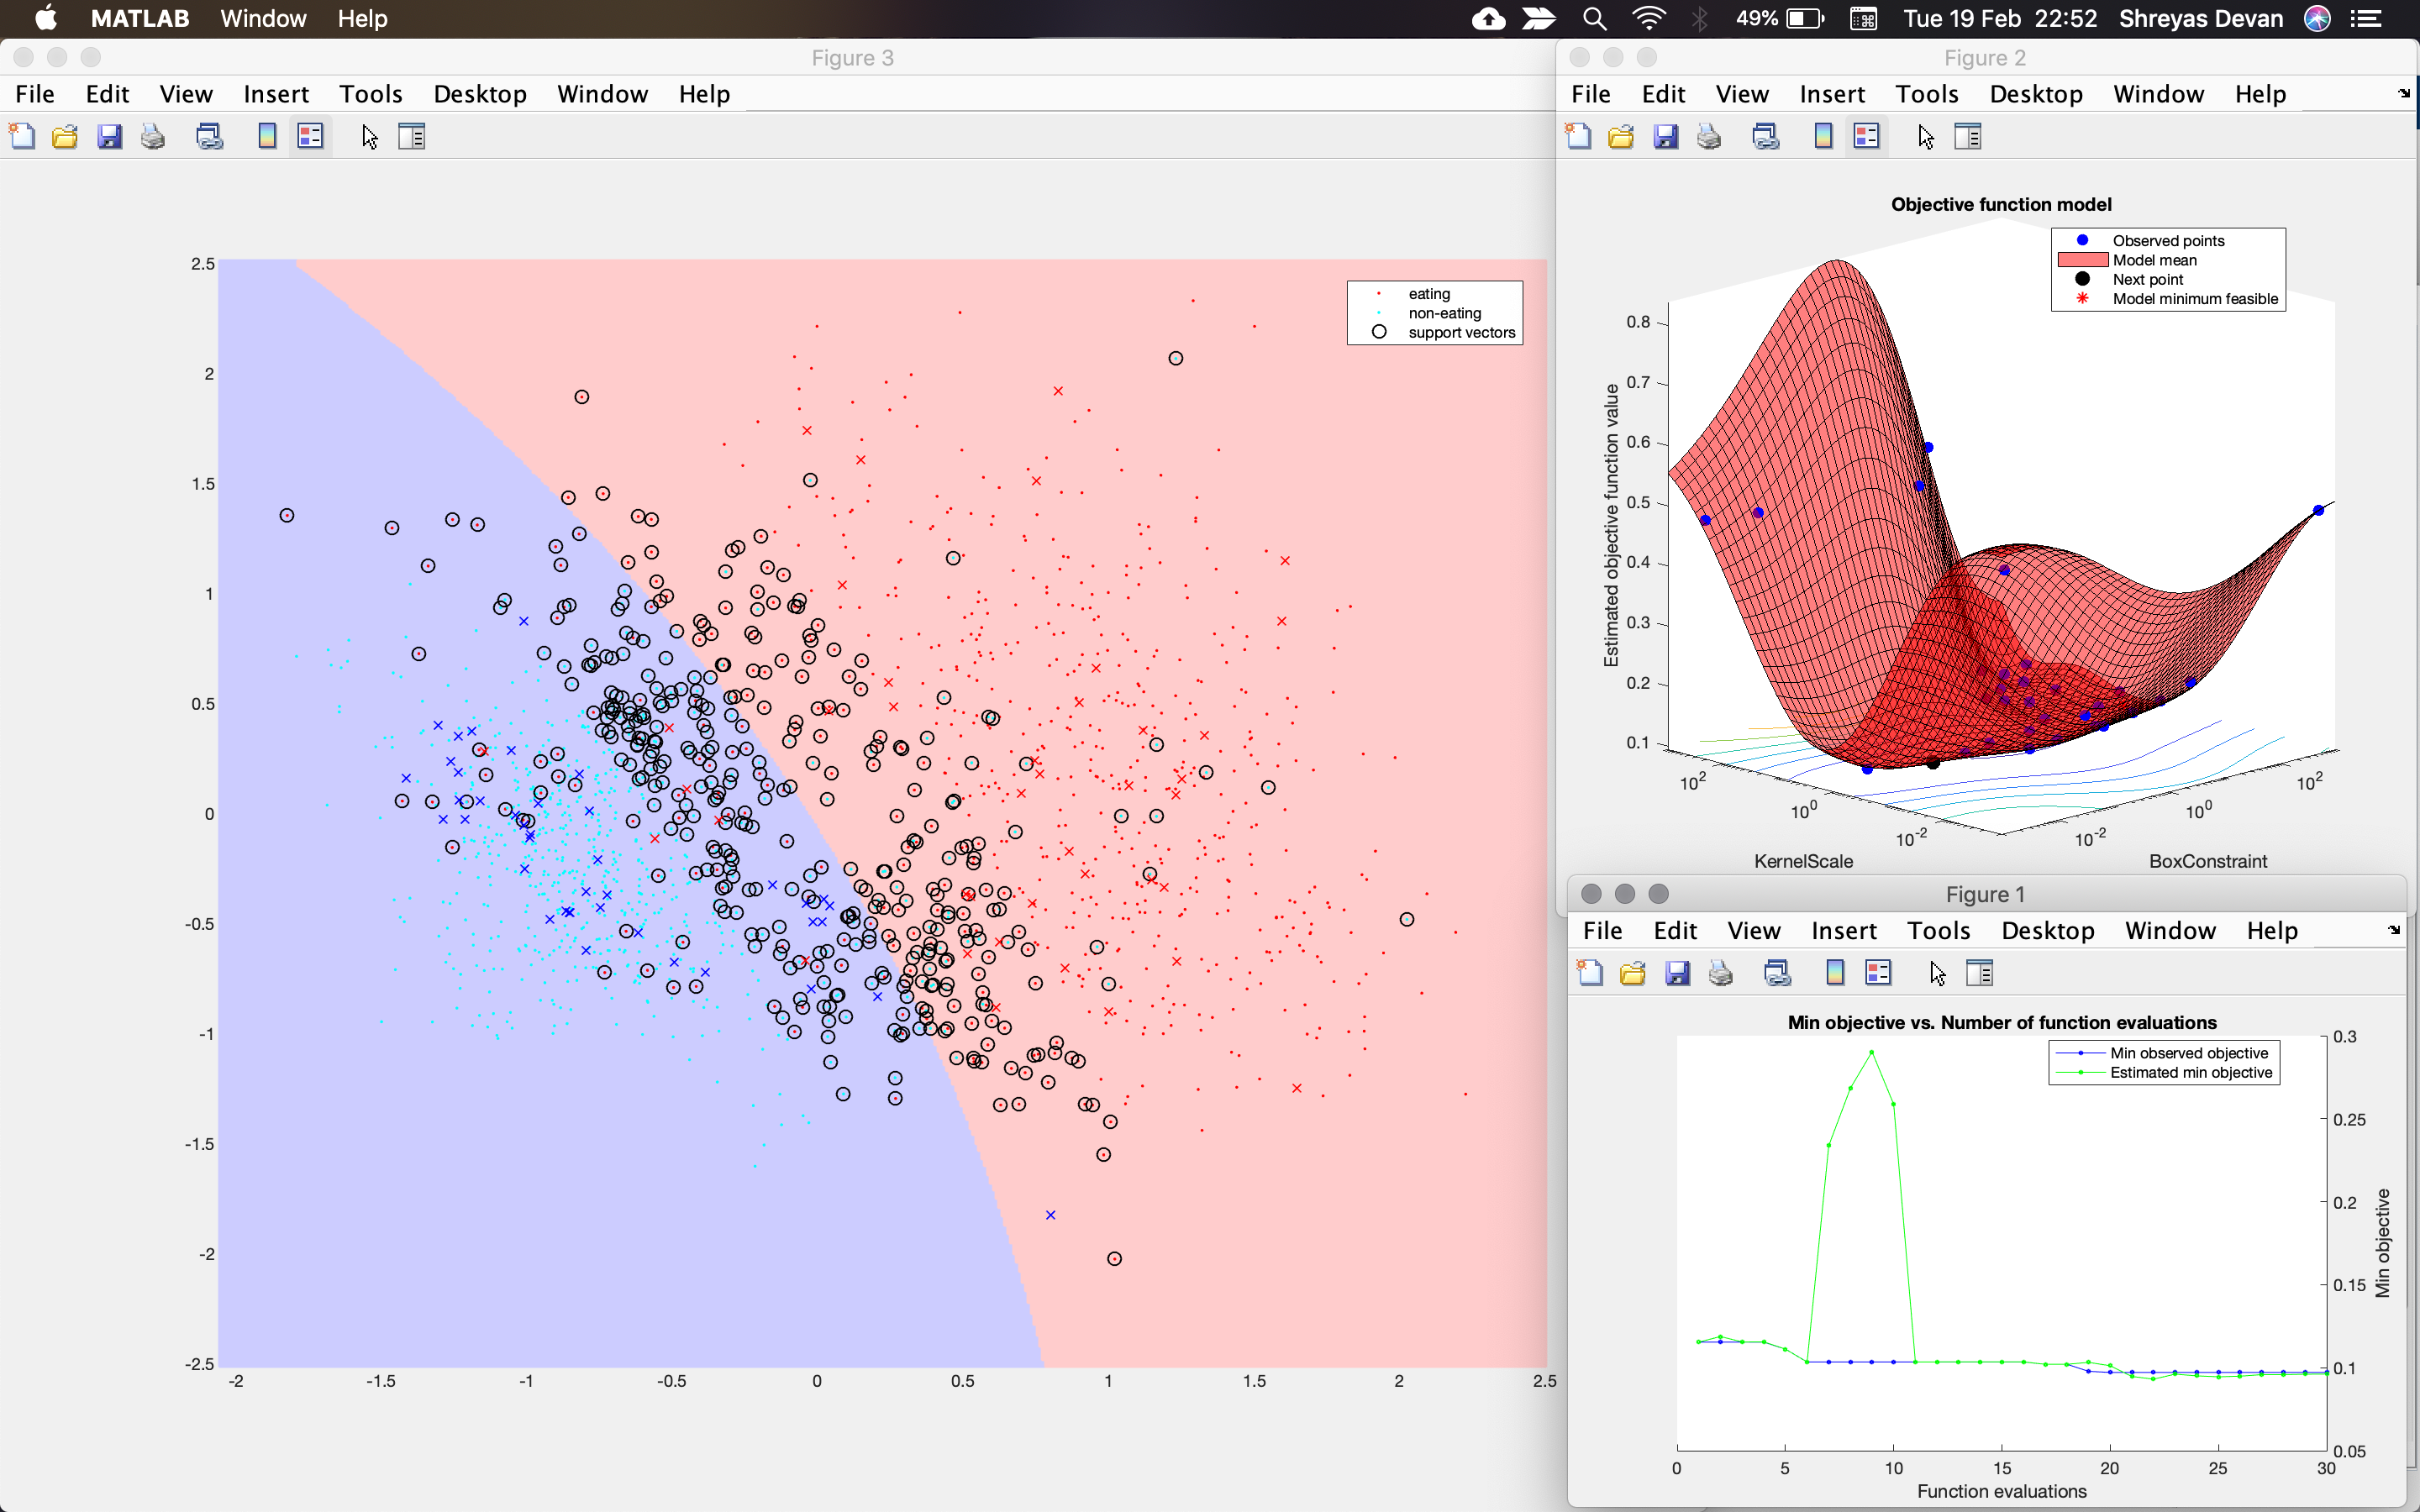 MATLAB Window Help 49% Tue 19 Feb 22:52 Shreyas Devan
Figure 3
File Edit View Insert Tools Desktop Window Help
2.5
2
1.5
1
0.5
0
-0.5
-1
-1.5
-2
-2.5
-2 -1.5 -1 -0.5 0 0.5 1 1.5 2 2.5
eating
non-eating
support vectors
Figure 2
File Edit View Insert Tools Desktop Window Help
Objective function model
Observed points
Model mean
Next point
Model minimum feasible
Estimated objective function value
0.8
0.7
0.6
0.5
0.4
0.3
0.2
0.1
10² 10⁰ 10⁻²
10⁻² 10⁰ 10²
KernelScale BoxConstraint
Figure 1
File Edit View Insert Tools Desktop Window Help
Min objective vs. Number of function evaluations
Min observed objective
Estimated min objective
0.3
0.25
0.2
0.15
0.1
0.05
Min objective
0 5 10 15 20 25 30
Function evaluations